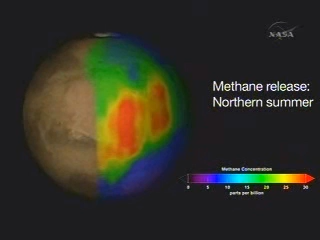 NASA
Methane release:
Northern summer
Methane Concentration
0 5 10 15 20 25 30
parts per billion